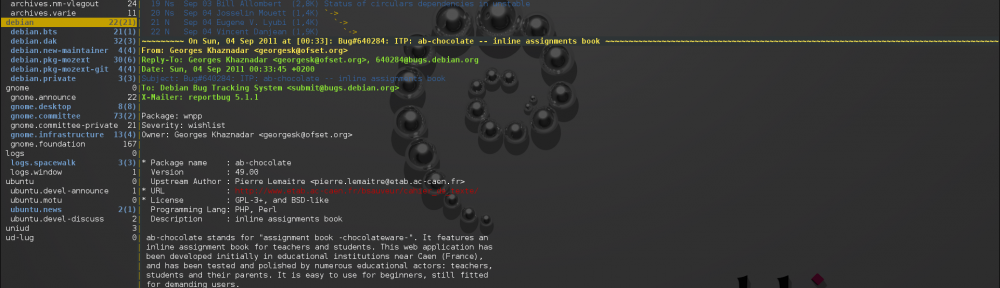 archives.nm-vlegout 24
archives.varie 11
debian 22(21)
debian.bts 21(1)
debian.dak 32(3)
debian.new-maintainer 4(4)
debian.pkg-mozext 30(6)
debian.pkg-mozext-git 4(4)
debian.private 3(3)
gnome 0
gnome.announce 22
gnome.desktop 8(8)
gnome.committee 73(2)
gnome.committee-private 21
gnome.infrastructure 13(4)
gnome.foundation 167
logs 0
logs.spacewalk 3(3)
logs.window 1
ubuntu 0
ubuntu.devel-announce 1
ubuntu.motu 0
ubuntu.news 2(1)
ubuntu.devel-discuss 2
uniud 3
ud-lug 0
19 Ns Sep 03 Bill Allombert (2,0K) Status of circulars dependencies in unstable
20 N Sep 04 Josselin Mouett (1,4K) `->
21 N Sep 04 Eugene V. Lyubi (1,4K) `->
22 N Sep 04 Vincent Danjean (1,9K) `->
~~~~~~~~~~ On Sun, 04 Sep 2011 at [00:33]: Bug#640284: ITP: ab-chocolate -- inline assignments book ~~~~~~~~~~
From: Georges Khaznadar <georgesk@ofset.org>
Reply-To: Georges Khaznadar <georgesk@ofset.org>, 640284@bugs.debian.org
Date: Sun, 04 Sep 2011 00:33:45 +0200
Subject: Bug#640284: ITP: ab-chocolate -- inline assignments book
To: Debian Bug Tracking System <submit@bugs.debian.org>
X-Mailer: reportbug 5.1.1
Package: wnpp
Severity: wishlist
Owner: Georges Khaznadar <georgesk@ofset.org>
* Package name : ab-chocolate
Version : 49.00
Upstream Author : Pierre Lemaitre <pierre.lemaitre@etab.ac-caen.fr>
* URL :
* License : GPL-3+, and BSD-like
Programming Lang: PHP, Perl
Description : inline assignments book
ab-chocolate stands for "assignment book -chocolateware-". It features an
inline assignment book for teachers and students. This web application has
been developed initially in educational institutions near Caen (France),
and has been tested and polished by numerous educational actors: teachers,
students and their parents. It is easy to use for beginners, still fitted
for demanding users.